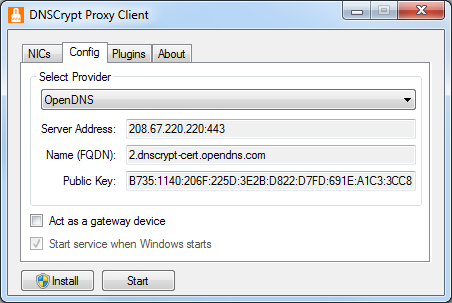 DNSCrypt Proxy Client
NICs Config Plugins About
Select Provider
OpenDNS
Server Address: 208.67.220.220:443
Name (FQDN): 2.dnscrypt-cert.opendns.com
Public Key: B735:1140:206F:225D:3E2B:D822:D7FD:691E:A1C3:3CC8
Act as a gateway device
Start service when Windows starts
Install Start